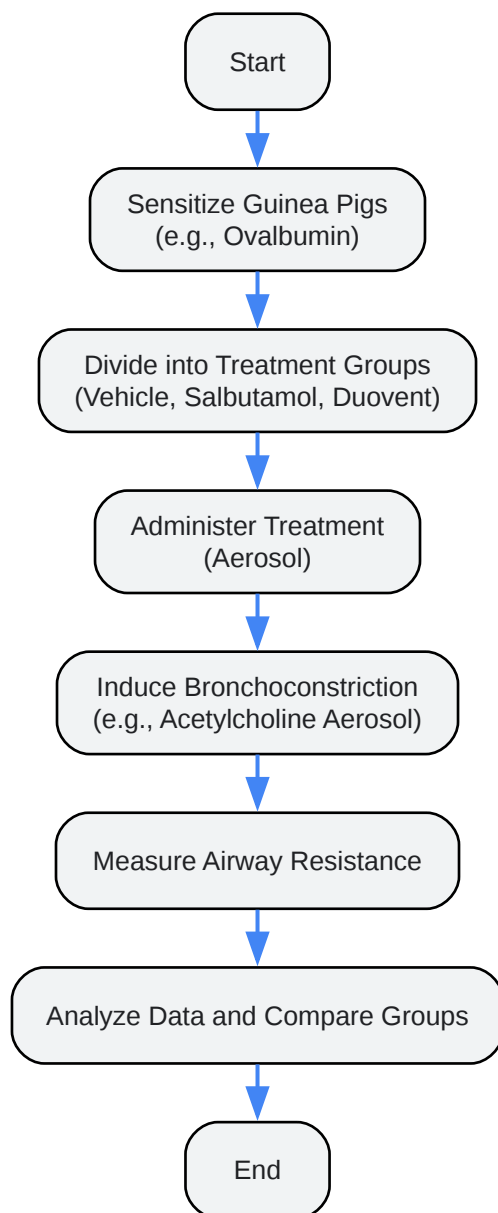 Start
Sensitize Guinea Pigs
(e.g., Ovalbumin)
Divide into Treatment Groups
(Vehicle, Salbutamol, Duovent)
Administer Treatment
(Aerosol)
Induce Bronchoconstriction
(e.g., Acetylcholine Aerosol)
Measure Airway Resistance
Analyze Data and Compare Groups
End